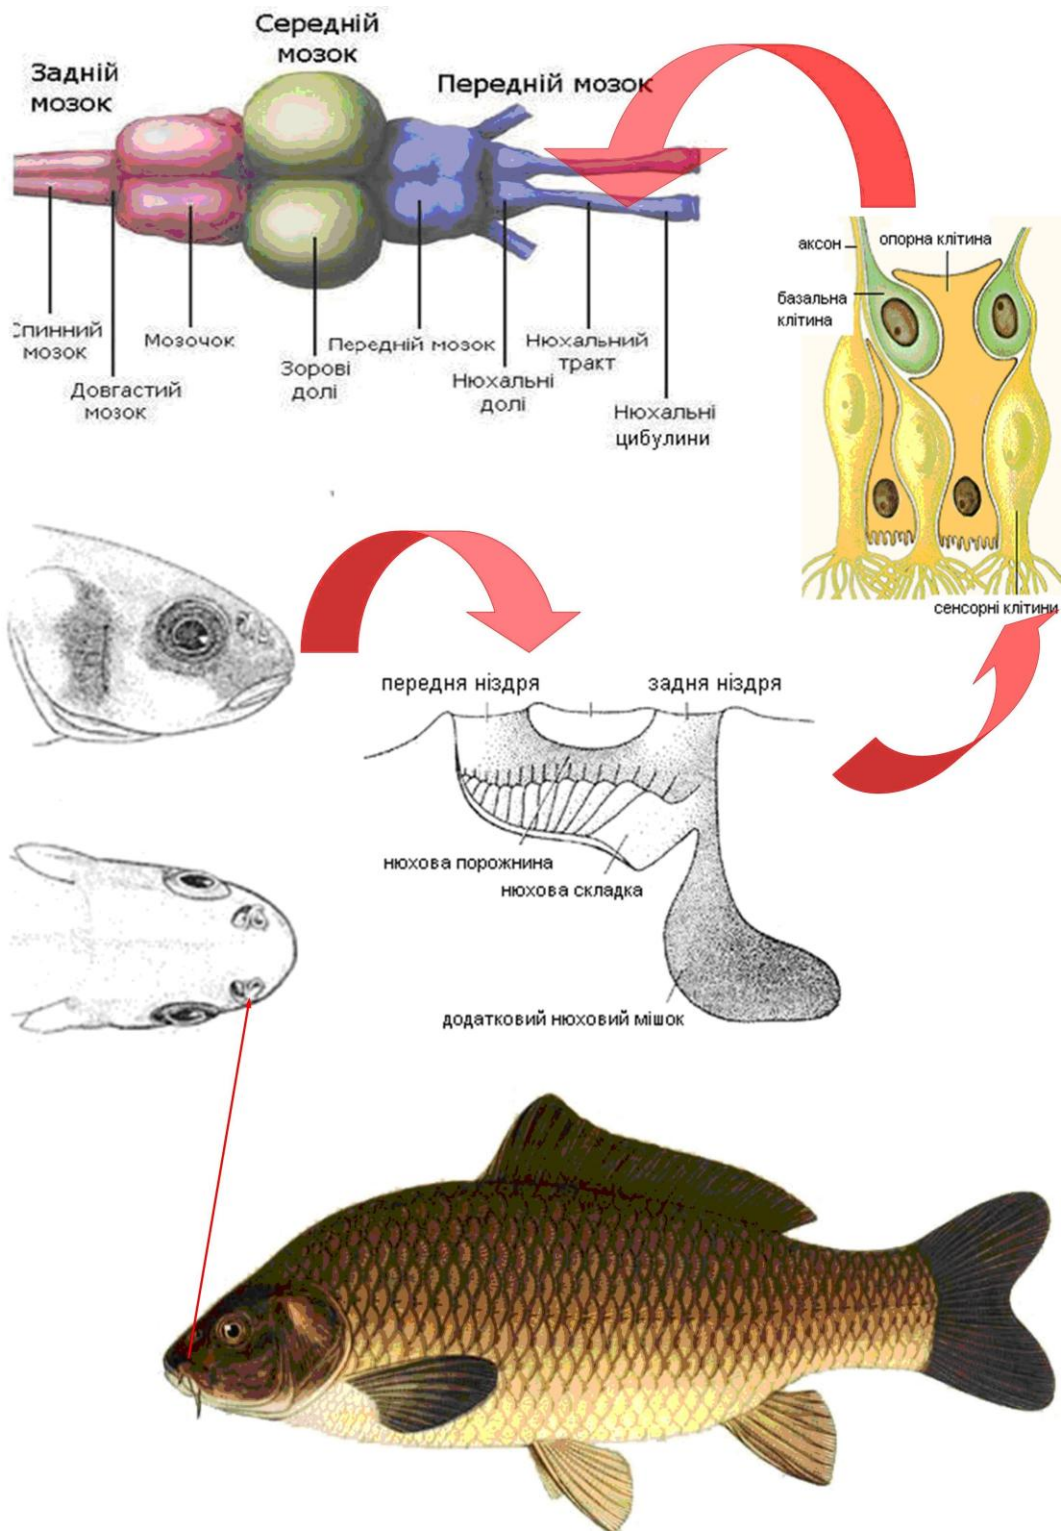 Середній
мозок
Задній
мозок
Передній мозок
Спинний
мозок
Довгастий
мозок
Мозочок
Зорові
долі
Передній мозок
Нюхальні
долі
Нюхальний
тракт
Нюхальні
цибулини
аксон
опорна клітина
базальна
клітина
сенсорні клітини
передня ніздря
задня ніздря
нюхова порожнина
нюхова складка
додатковий нюховий мішок